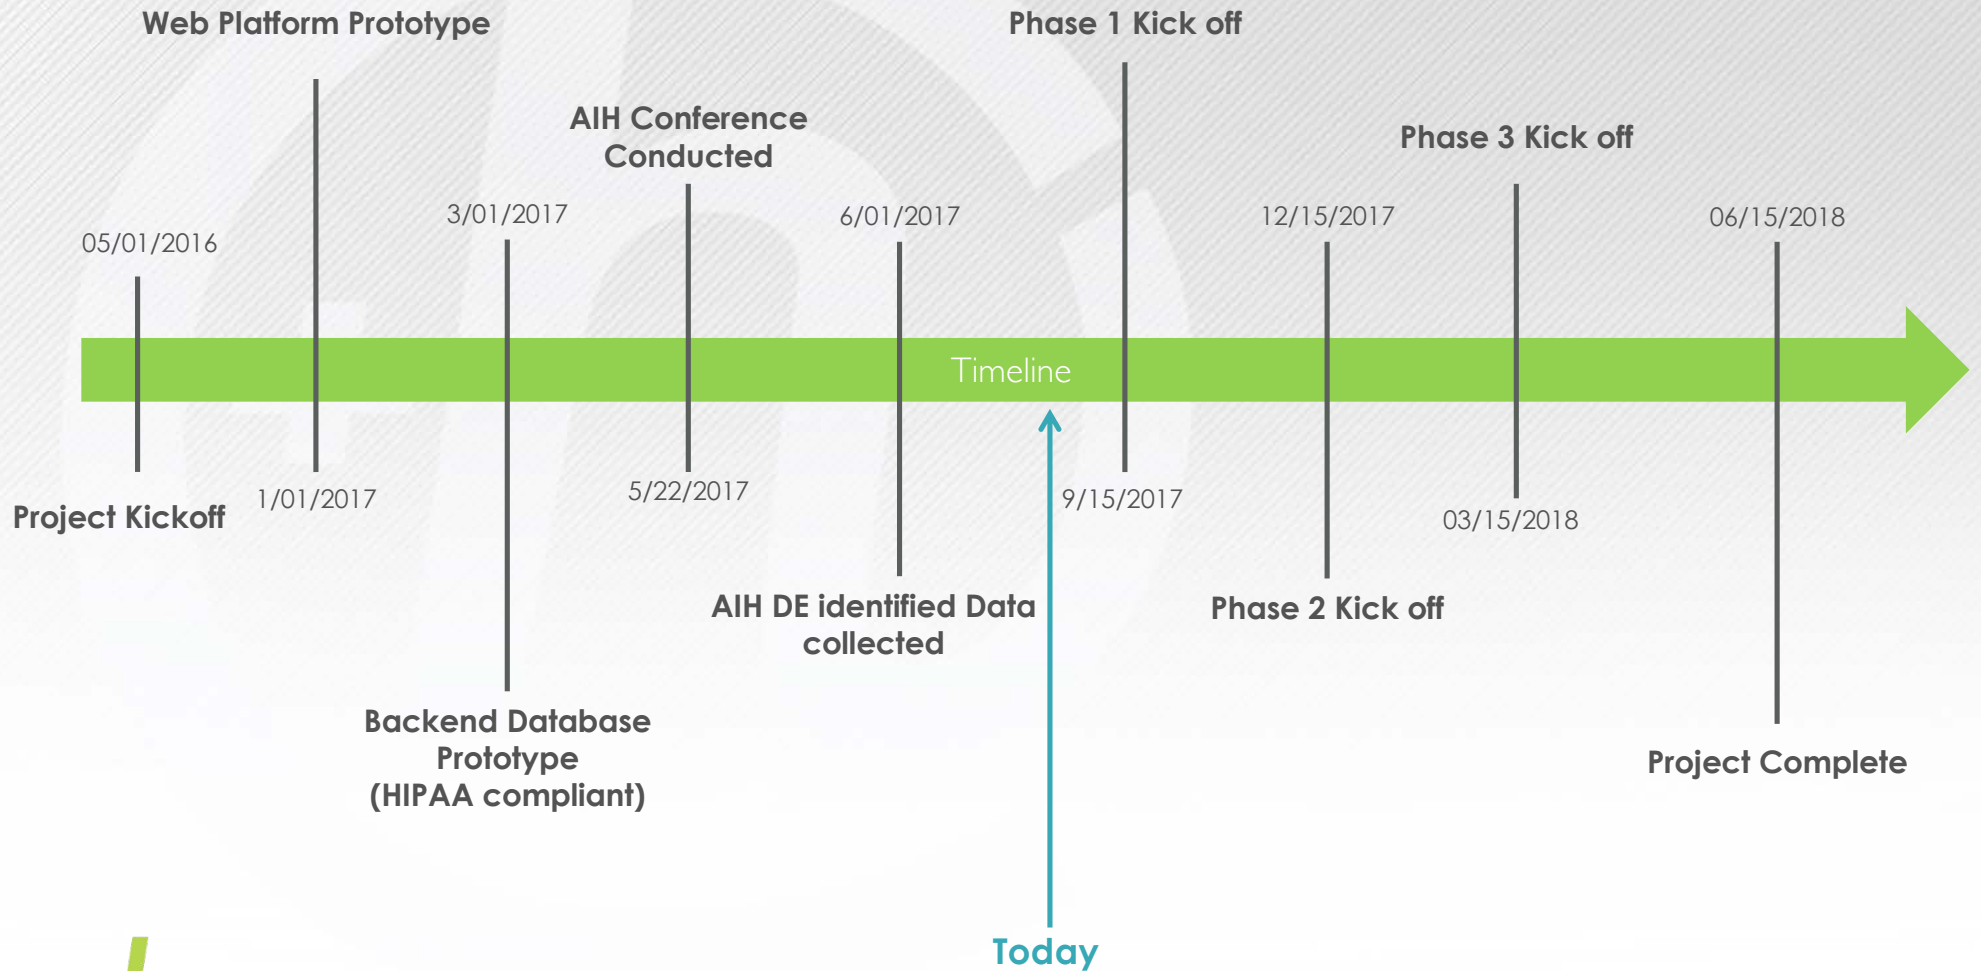 Web Platform Prototype
Phase 1 Kick off
AIH Conference
Conducted
Phase 3 Kick off
05/01/2016
3/01/2017
6/01/2017
12/15/2017
06/15/2018
Timeline
Project Kickoff
1/01/2017
5/22/2017
9/15/2017
03/15/2018
AIH DE identified Data
collected
Phase 2 Kick off
Backend Database
Prototype
(HIPAA compliant)
Project Complete
Today